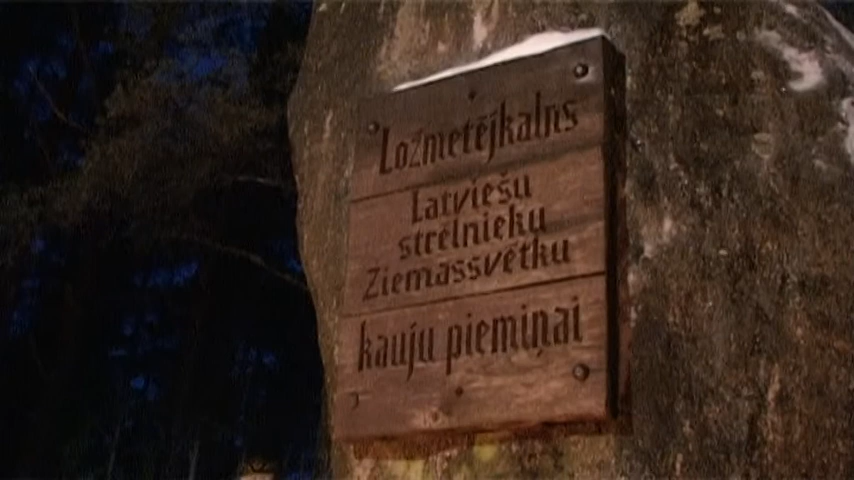 Ložmetējkalns
Latviešu
strēlnieku
Ziemassvētku
kauju piemiņai